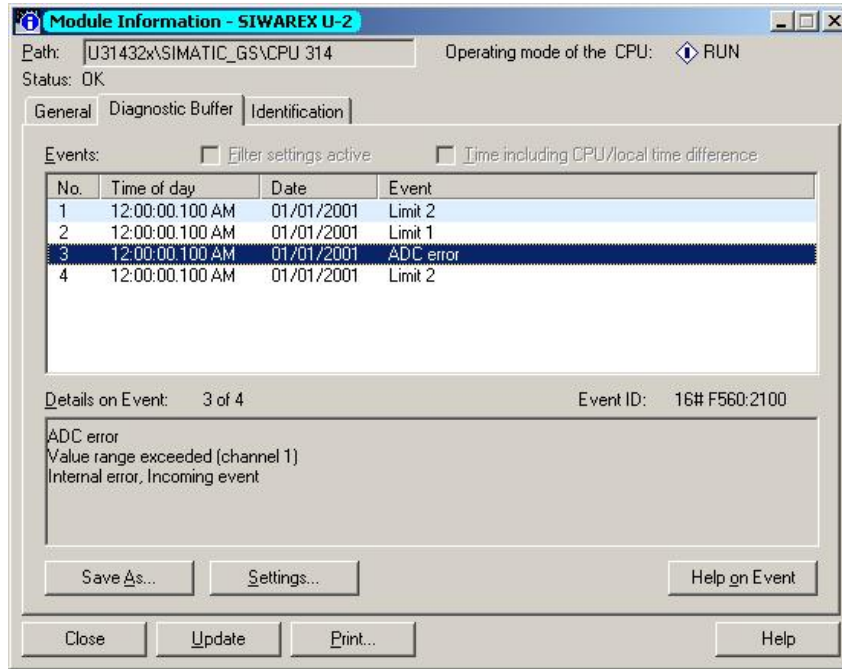 Module Information - SIWAREX U-2
Path: U31432x\SIMATIC_GS\CPU 314 Operating mode of the CPU: RUN
Status: OK
General Diagnostic Buffer Identification
Events: Filter settings active Time including CPU/local time difference
No. Time of day Date Event
1 12:00:00.100 AM 01/01/2001 Limit 2
2 12:00:00.100 AM 01/01/2001 Limit 1
3 12:00:00.100 AM 01/01/2001 ADC error
4 12:00:00.100 AM 01/01/2001 Limit 2
Details on Event: 3 of 4 Event ID: 16# F560:2100
ADC error
Value range exceeded (channel 1)
Internal error, Incoming event
Save As... Settings... Help on Event
Close Update Print... Help